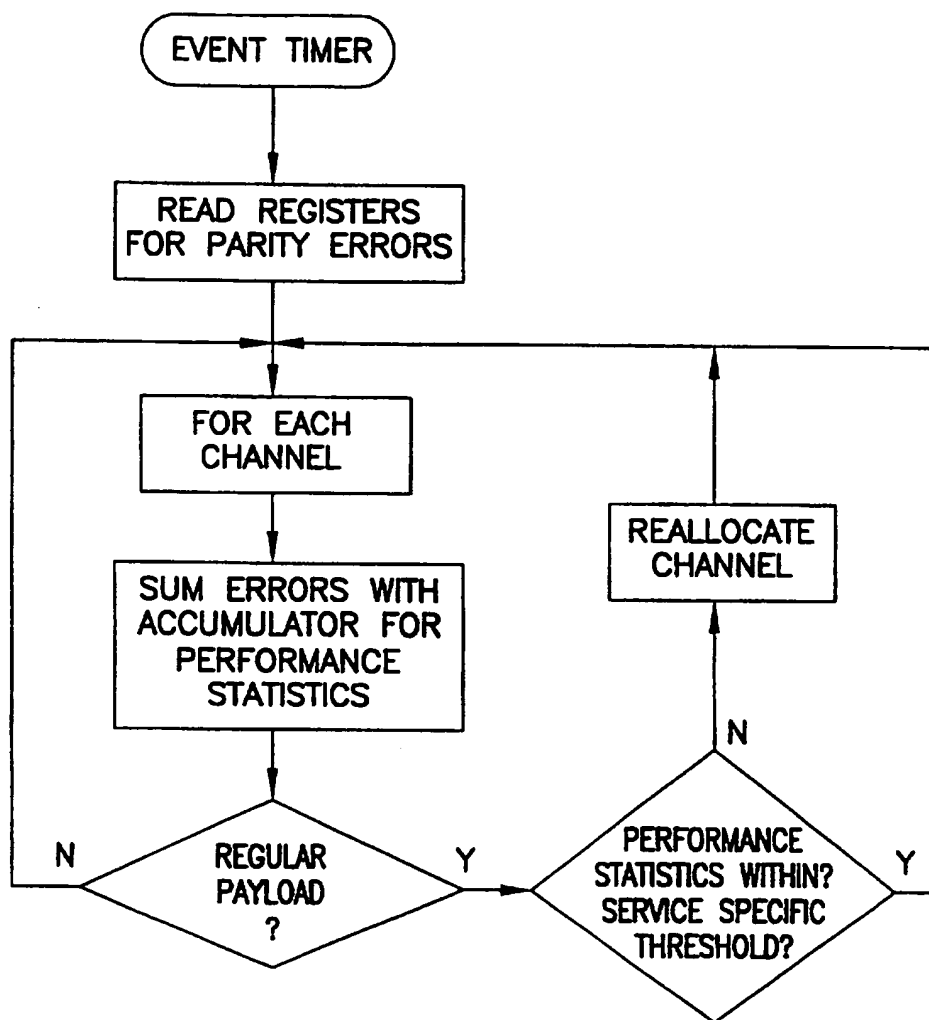 EVENT TIMER
READ REGISTERS
FOR PARITY ERRORS
FOR EACH
CHANNEL
REALLOCATE
CHANNEL
SUM ERRORS WITH
ACCUMULATOR FOR
PERFORMANCE
STATISTICS
N
N
REGULAR
PAYLOAD
?
Y
PERFORMANCE
STATISTICS WITHIN?
SERVICE SPECIFIC
THRESHOLD?
Y